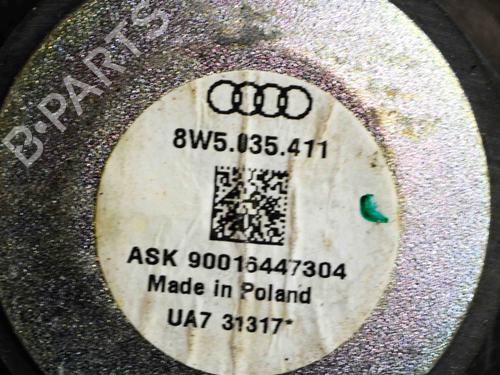 B-PARTS
8W5.035.411
ASK 90016447304
Made in Poland
UA7 31317*